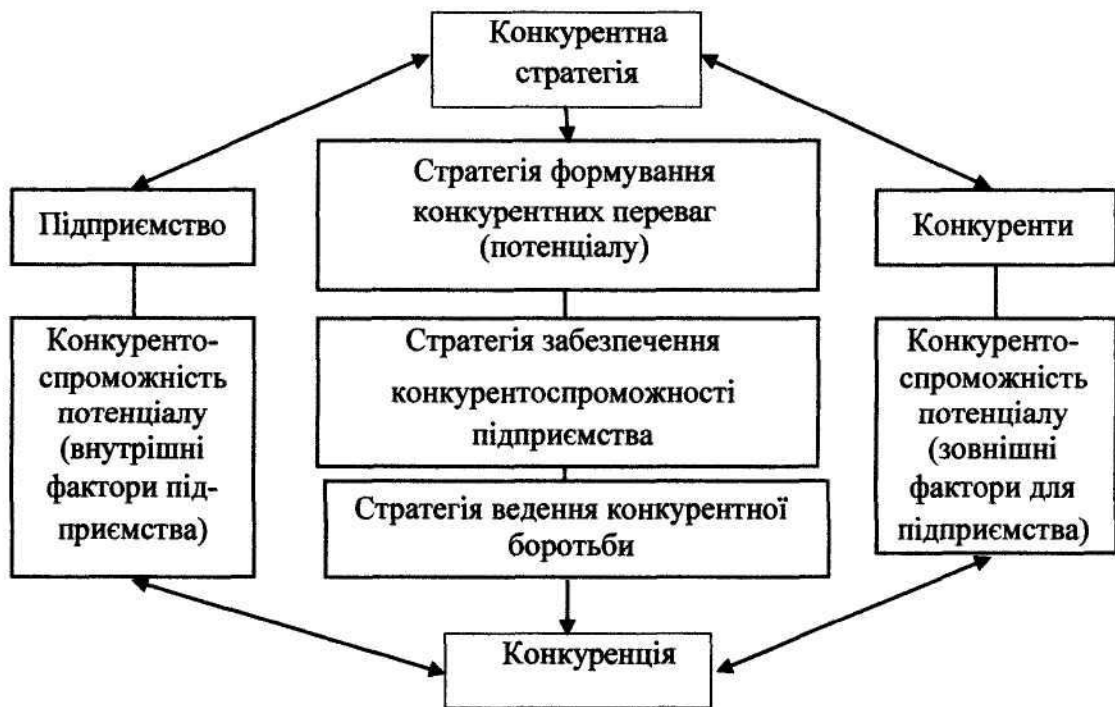 Конкурентна
стратегія
Стратегія формування
конкурентних переваг
(потенціалу)
Підприємство
Конкуренти
Конкуренто-
спроможність
потенціалу
(внутрішні
фактори під-
приємства)
Стратегія забезпечення
конкурентоспроможності
підприємства
Конкуренто-
спроможність
потенціалу
(зовнішні
фактори для
підприємства)
Стратегія ведення конкурентної
боротьби
Конкуренція